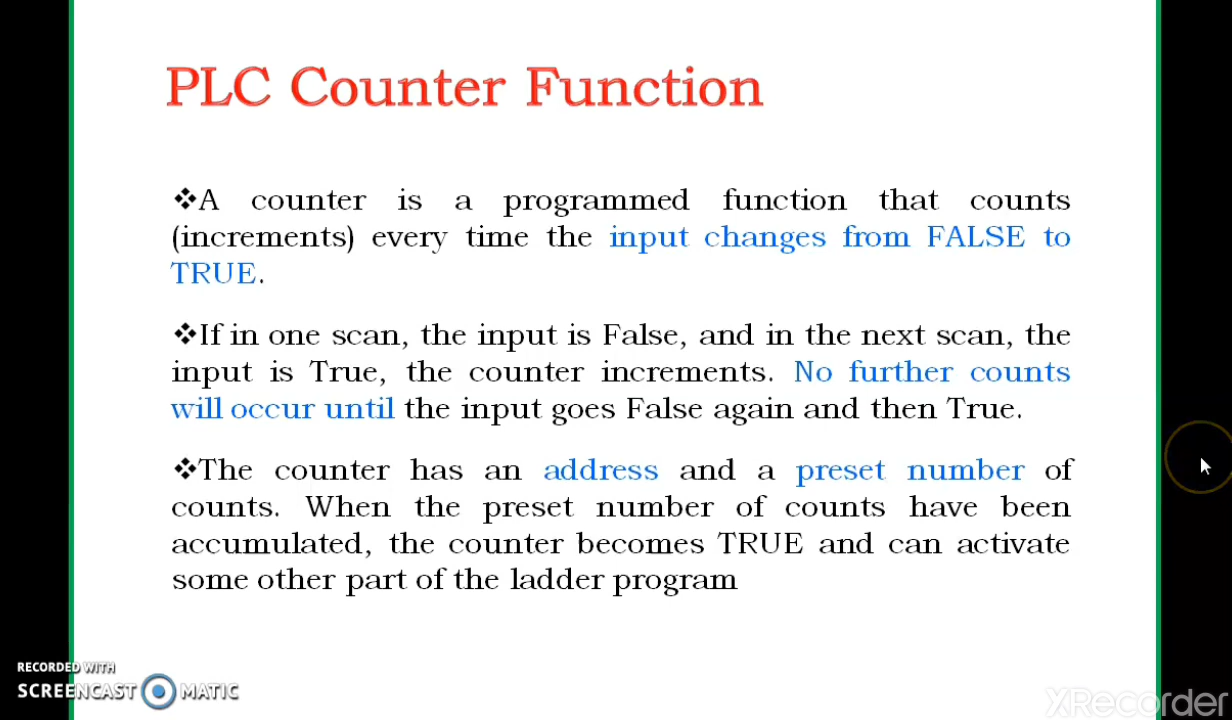 PLC Counter Function
❖A counter is a programmed function that counts
(increments) every time the input changes from FALSE to
TRUE.
❖If in one scan, the input is False, and in the next scan, the
input is True, the counter increments. No further counts
will occur until the input goes False again and then True.
❖The counter has an address and a preset number of
counts. When the preset number of counts have been
accumulated, the counter becomes TRUE and can activate
some other part of the ladder program
RECORDED WITH
SCREENCAST MATIC
XRecorder